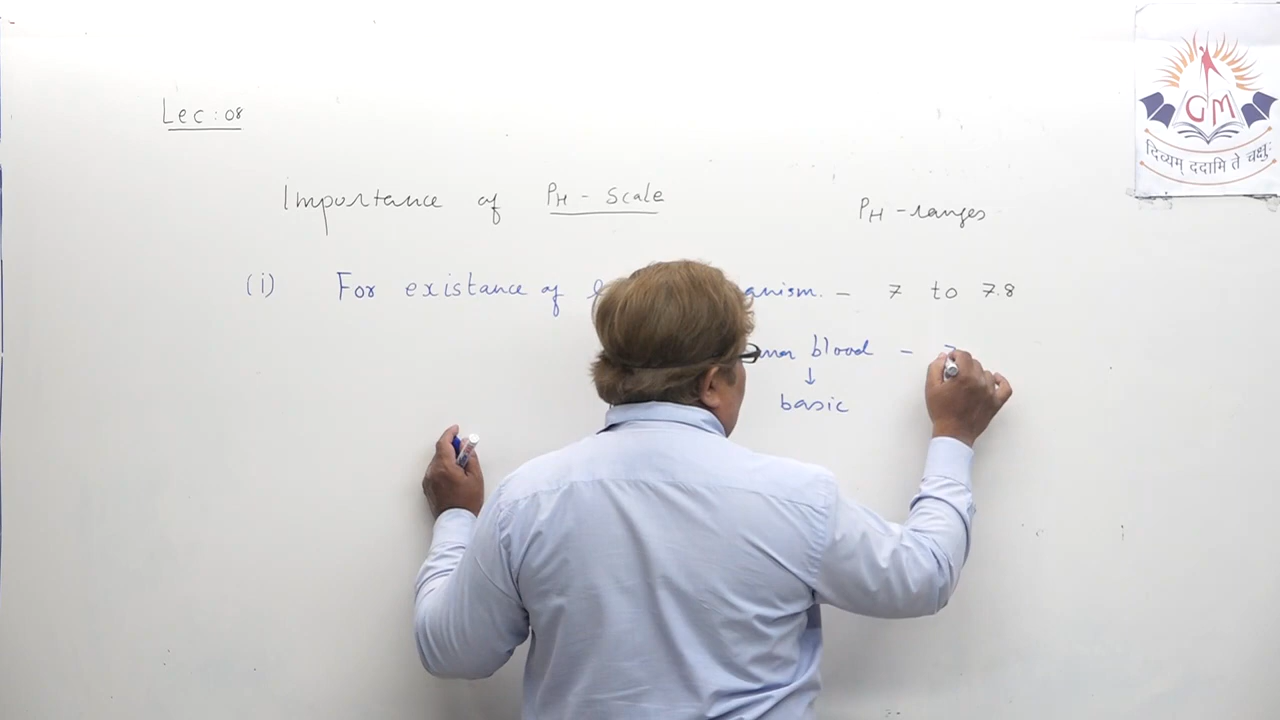 Lec : 08
GM
दिव्यम् ददामि ते चक्षुः
Importance of PH - Scale
PH - ranges
(i) For existance of - 7 to 7.8
blood -
↓
basic